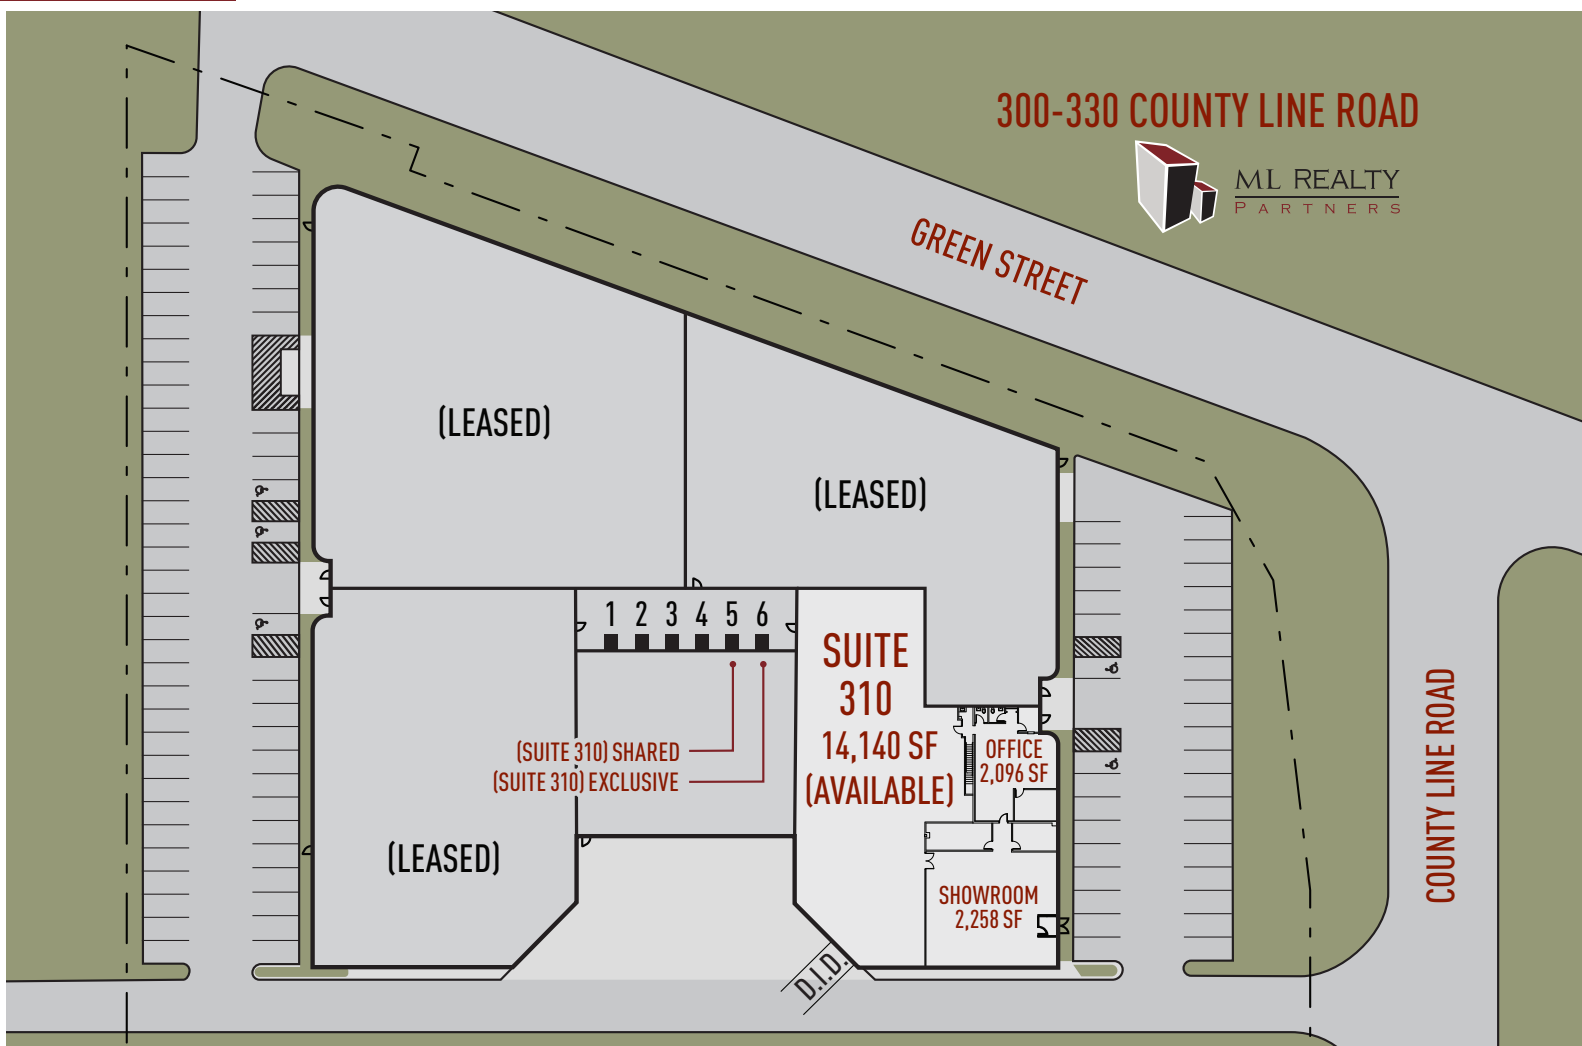 300-330 COUNTY LINE ROAD
ML REALTY
PARTNERS
GREEN STREET
(LEASED)
(LEASED)
1 2 3 4 5 6
SUITE
310
14,140 SF
(AVAILABLE)
(SUITE 310) SHARED
(SUITE 310) EXCLUSIVE
OFFICE
2,096 SF
COUNTY LINE ROAD
(LEASED)
SHOWROOM
2,258 SF
D.I.D.